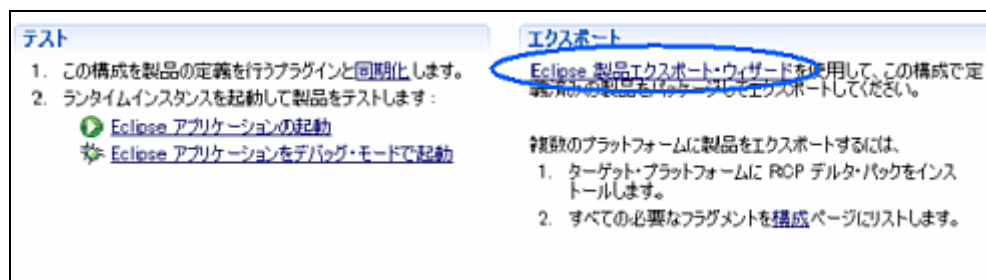 テスト
1. この構成を製品の定義を行うプラグインと同期化します。
2. ランタイムインスタンスを起動して製品をテストします:
Eclipse アプリケーションの起動
Eclipse アプリケーションをデバッグ・モードで起動
エクスポート
Eclipse 製品エクスポート・ウィザードを使用して、この構成で定
義済みの製品をパッケージしてエクスポートしてください。
複数のプラットフォームに製品をエクスポートするには、
1. ターゲット・プラットフォームに RCP デルタ・パックをインス
トールします。
2. すべての必要なフラグメントを構成ページにリストします。